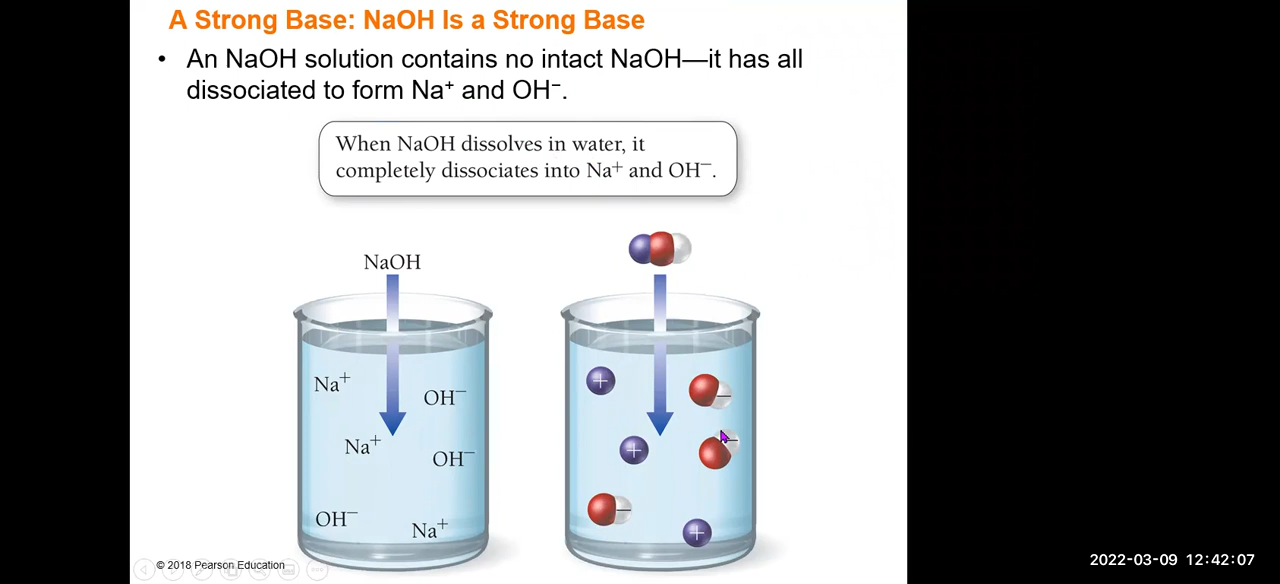 A Strong Base: NaOH Is a Strong Base
• An NaOH solution contains no intact NaOH—it has all
dissociated to form Na⁺ and OH⁻.
When NaOH dissolves in water, it
completely dissociates into Na⁺ and OH⁻.
NaOH
Na⁺
OH⁻
Na⁺
OH⁻
OH⁻
Na⁺
+
−
+
−
−
+
© 2018 Pearson Education
2022-03-09 12:42:07